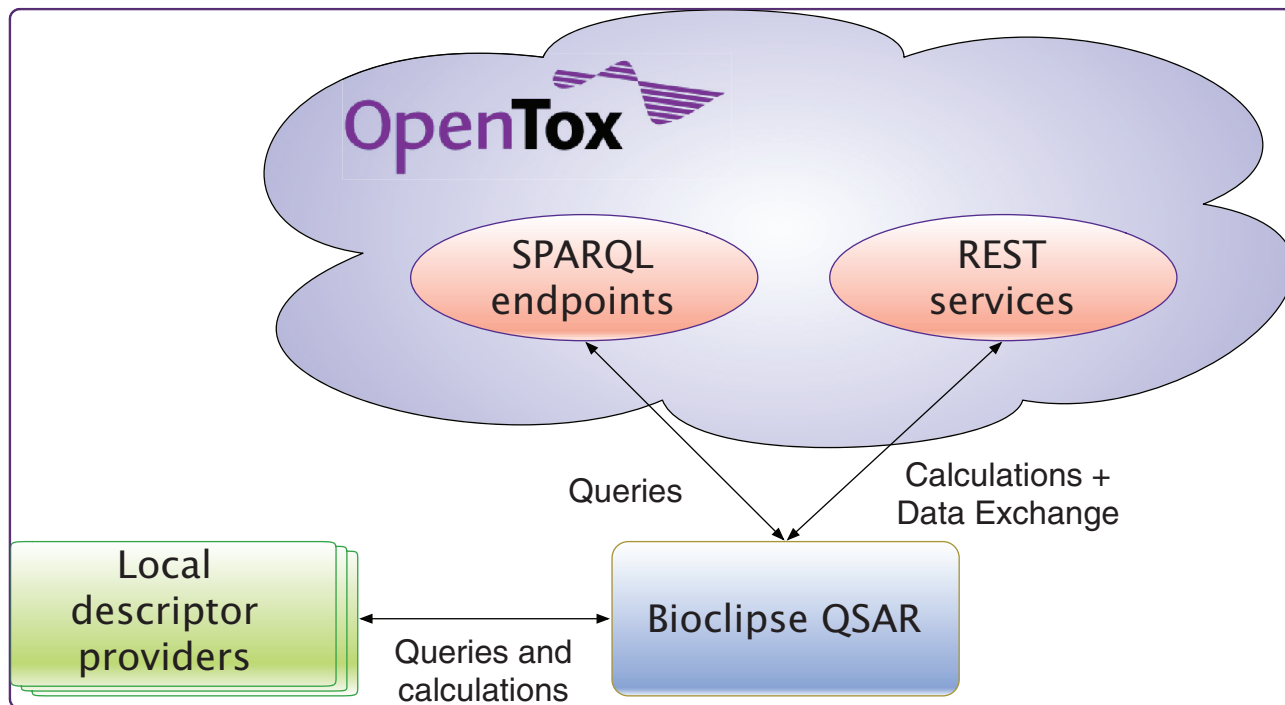 OpenTox
SPARQL
endpoints
REST
services
Queries
Calculations +
Data Exchange
Local
descriptor
providers
Queries and
calculations
Bioclipse QSAR